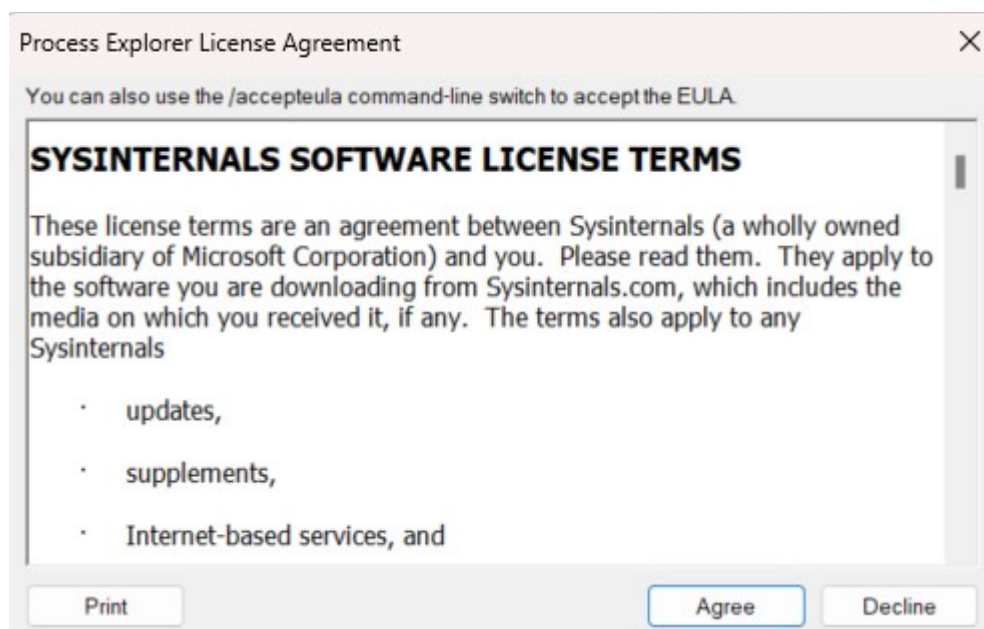 Process Explorer License Agreement
You can also use the /accepteula command-line switch to accept the EULA.
SYSINTERNALS SOFTWARE LICENSE TERMS
These license terms are an agreement between Sysinternals (a wholly owned
subsidiary of Microsoft Corporation) and you.  Please read them.  They apply to
the software you are downloading from Sysinternals.com, which includes the
media on which you received it, if any.  The terms also apply to any
Sysinternals
· updates,
· supplements,
· Internet-based services, and
Print Agree Decline